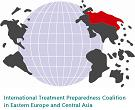 International Treatment Preparedness Coalition
in Eastern Europe and Central Asia